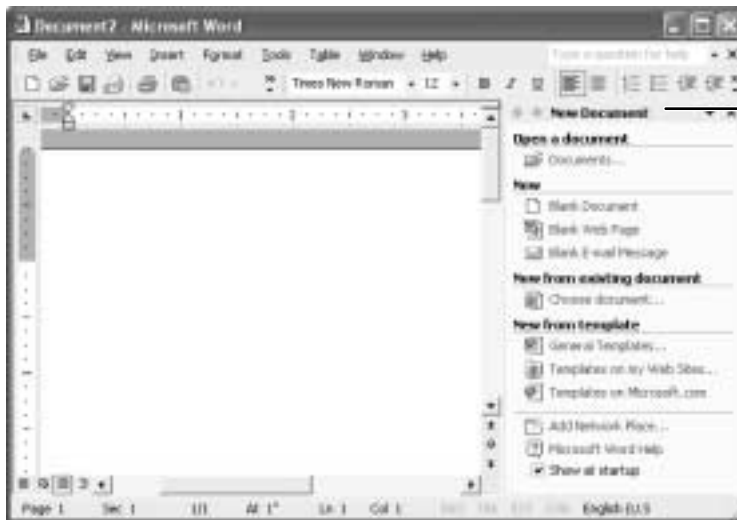 Document2 - Microsoft Word
File Edit View Insert Format Tools Table Window Help Type a question for help
Times New Roman 12 B I U
New Document
Open a document
Documents...
New
Blank Document
Blank Web Page
Blank E-mail Message
New from existing document
Choose document...
New from template
General Templates...
Templates on my Web Sites...
Templates on Microsoft.com
Add Network Place...
Microsoft Word Help
Show at startup
Page 1 Sec 1 1/1 At 1" Ln 1 Col 1 English (U.S